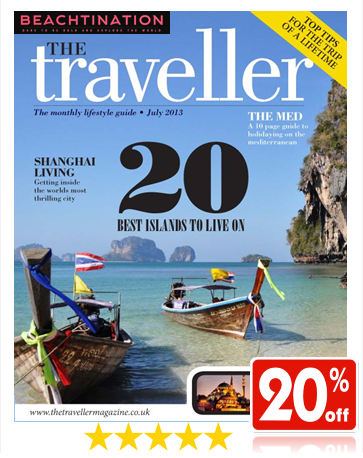 BEACHTINATION
DARE TO BE BOLD AND EXPLORE THE WORLD
TOP TIPS
FOR THE TRIP
OF A LIFETIME
THE
traveller
The monthly lifestyle guide • July 2013
THE MED
A 10 page guide to
holidaying on the
mediterranean
SHANGHAI
LIVING
Getting inside
the worlds most
thrilling city
20
BEST ISLANDS TO LIVE ON
www.thetravellermagazine.co.uk
20%
off